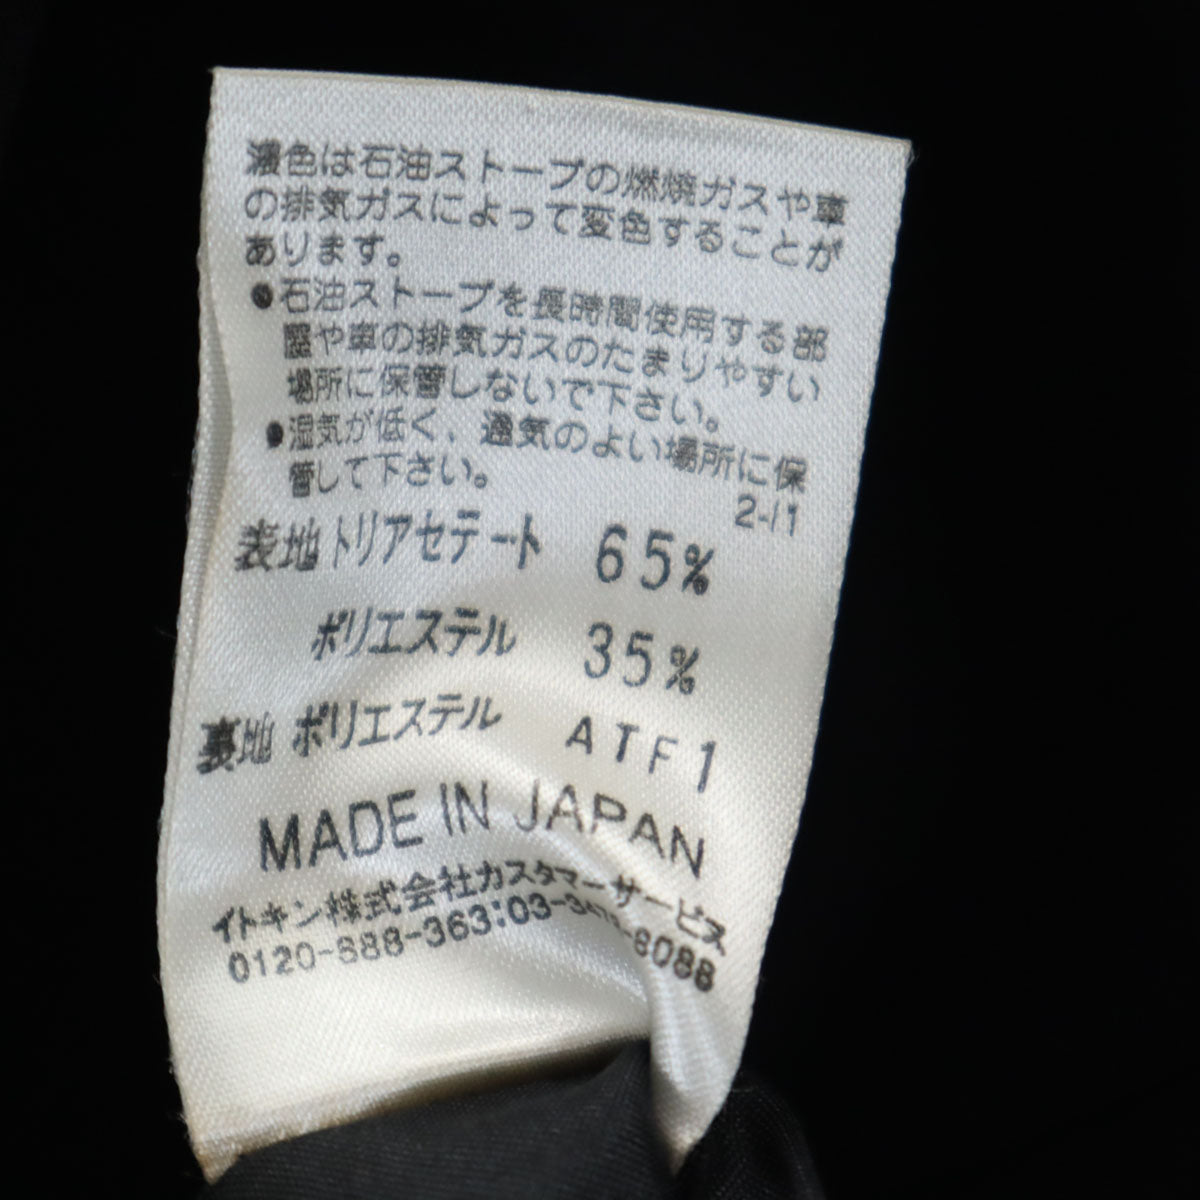 濃色は石油ストーブの燃焼ガスや車
の排気ガスによって変色することが
あります。
●石油ストーブを長時間使用する部
屋や車の排気ガスのたまりやすい
場所に保管しないで下さい。
●湿気が低く、通気のよい場所に保
管して下さい。
2-/1
表地 トリアセテート 65%
ポリエステル 35%
裏地 ポリエステル ATF1
MADE IN JAPAN
イトキン株式会社カスタマーサービス
0120-888-363: